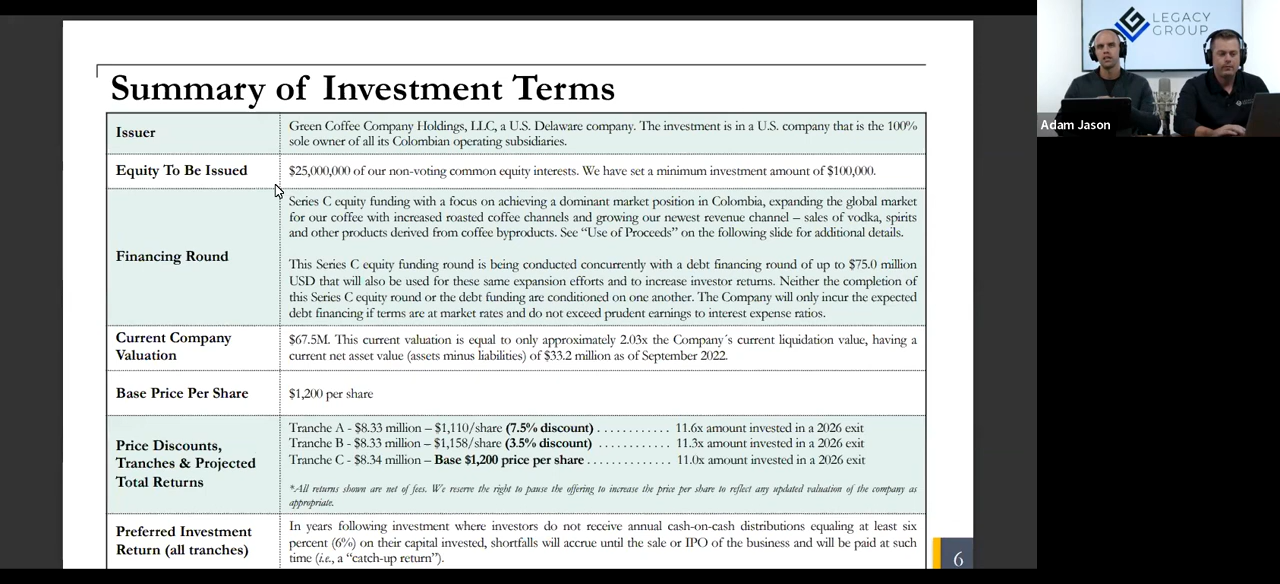 LEGACY
GROUP
Adam Jason
Summary of Investment Terms
Issuer
Green Coffee Company Holdings, LLC, a U.S. Delaware company. The investment is in a U.S. company that is the 100%
sole owner of all its Colombian operating subsidiaries.
Equity To Be Issued
$25,000,000 of our non-voting common equity interests. We have set a minimum investment amount of $100,000.
Financing Round
Series C equity funding with a focus on achieving a dominant market position in Colombia, expanding the global market
for our coffee with increased roasted coffee channels and growing our newest revenue channel – sales of vodka, spirits
and other products derived from coffee byproducts. See “Use of Proceeds” on the following slide for additional details.
This Series C equity funding round is being conducted concurrently with a debt financing round of up to $75.0 million
USD that will also be used for these same expansion efforts and to increase investor returns. Neither the completion of
this Series C equity round or the debt funding are conditioned on one another. The Company will only incur the expected
debt financing if terms are at market rates and do not exceed prudent earnings to interest expense ratios.
Current Company
Valuation
$67.5M. This current valuation is equal to only approximately 2.03x the Company´s current liquidation value, having a
current net asset value (assets minus liabilities) of $33.2 million as of September 2022.
Base Price Per Share
$1,200 per share
Price Discounts,
Tranches & Projected
Total Returns
Tranche A - $8.33 million – $1,110/share (7.5% discount) . . . . . . . . . . . 11.6x amount invested in a 2026 exit
Tranche B - $8.33 million – $1,158/share (3.5% discount) . . . . . . . . . . . 11.3x amount invested in a 2026 exit
Tranche C - $8.34 million – Base $1,200 price per share . . . . . . . . . . . . . 11.0x amount invested in a 2026 exit
*All returns shown are net of fees. We reserve the right to pause the offering to increase the price per share to reflect any updated valuation of the company as
appropriate.
Preferred Investment
Return (all tranches)
In years following investment where investors do not receive annual cash-on-cash distributions equaling at least six
percent (6%) on their capital invested, shortfalls will accrue until the sale or IPO of the business and will be paid at such
time (i.e., a “catch-up return”).
6